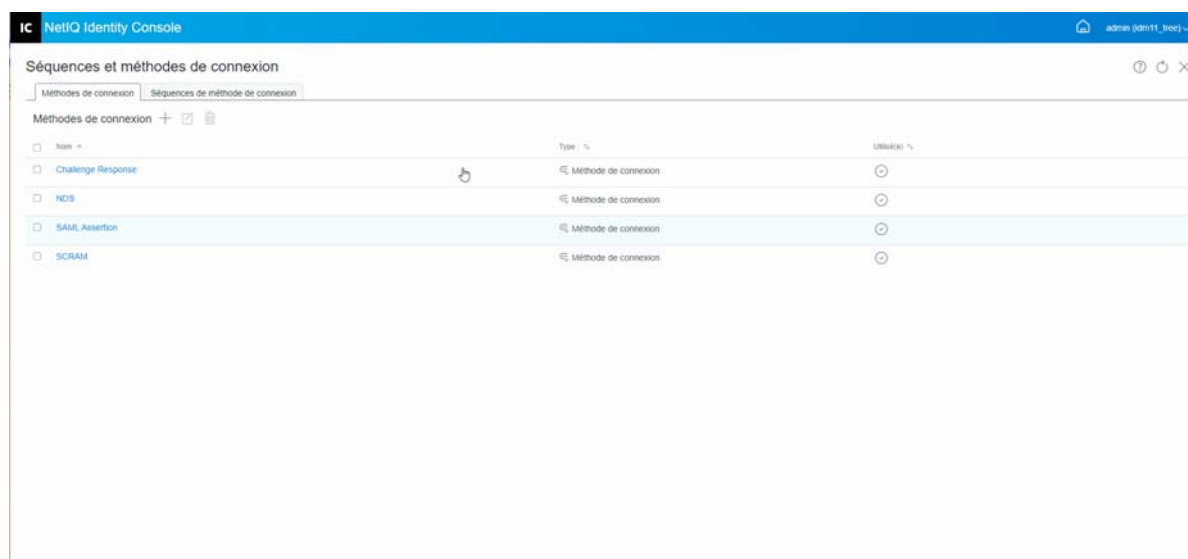 IC NetIQ Identity Console admin (idm11_tree)
Séquences et méthodes de connexion
Méthodes de connexion Séquences de méthode de connexion
Méthodes de connexion
Nom Type Utilisé(e)
Challenge Response Méthode de connexion
NDS Méthode de connexion
SAML Assertion Méthode de connexion
SCRAM Méthode de connexion